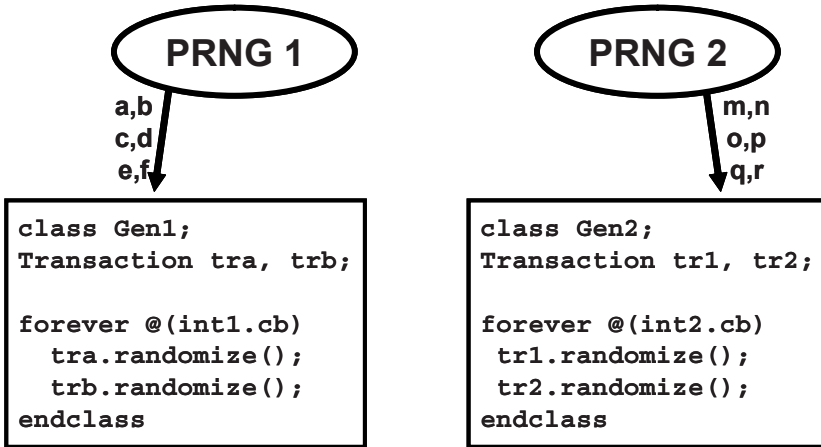 PRNG 1
a,b
c,d
e,f
class Gen1;
Transaction tra, trb;
forever @(int1.cb)
tra.randomize();
trb.randomize();
endclass
PRNG 2
m,n
o,p
q,r
class Gen2;
Transaction tr1, tr2;
forever @(int2.cb)
tr1.randomize();
tr2.randomize();
endclass